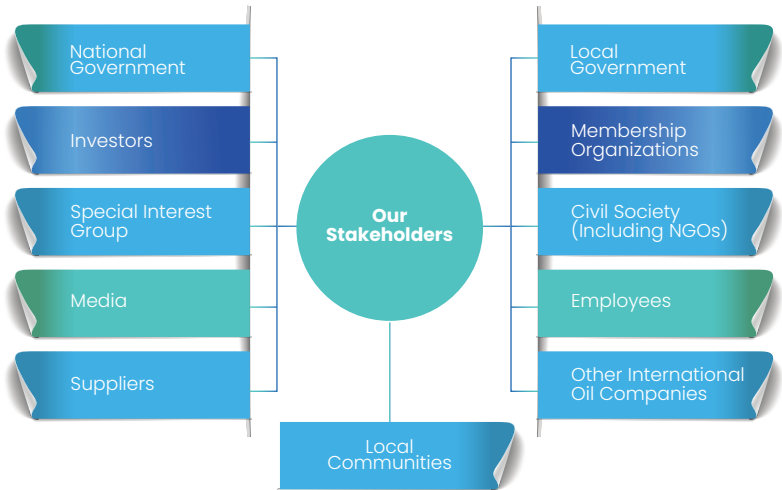 National
Government
Investors
Special Interest
Group
Media
Suppliers
Our
Stakeholders
Local
Communities
Local
Government
Membership
Organizations
Civil Society
(Including NGOs)
Employees
Other International
Oil Companies